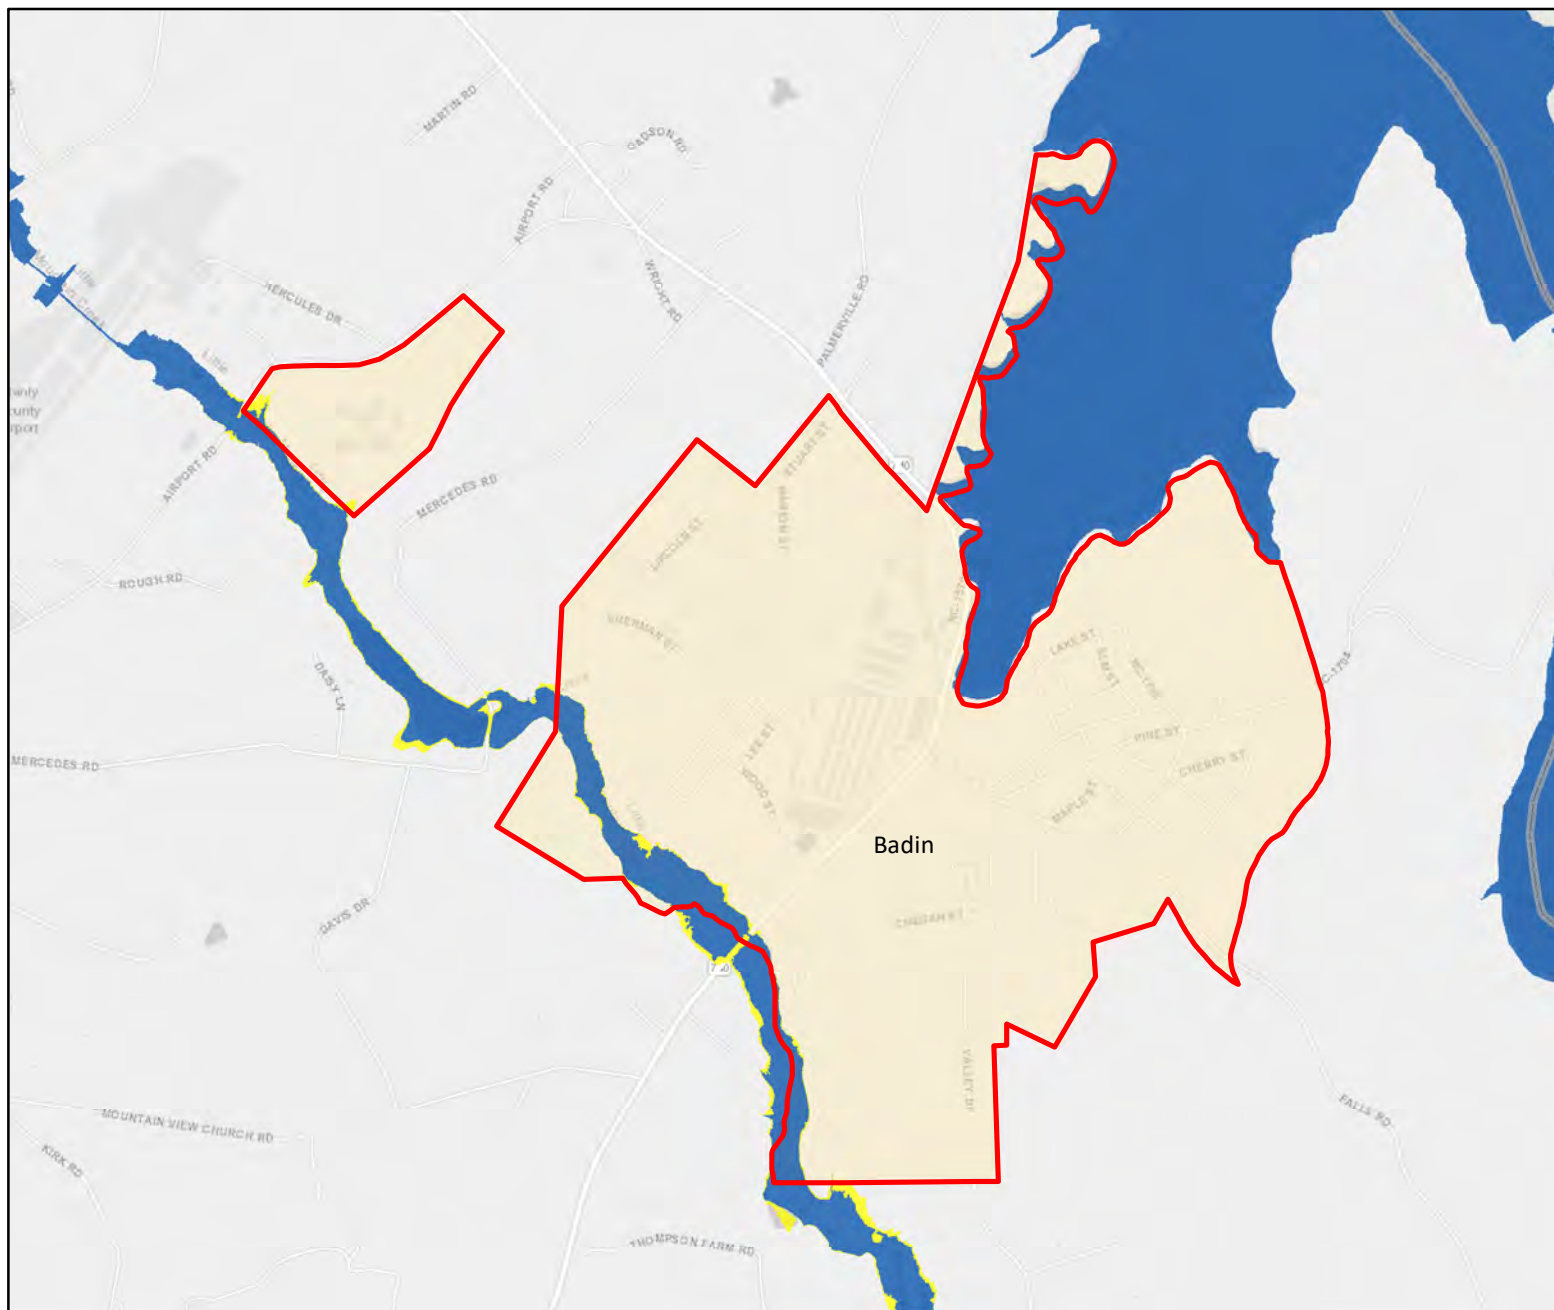 MARTIN RD
GADSON RD
AIRPORT RD
WRIGHT RD
PALMERVILLE RD
HERCULES DR
Little
Little
AIRPORT RD
MERCEDES RD
STUART ST
LINCOLN ST
SHERMAN ST
ROUGH RD
DAISY LN
MERCEDES RD
LAKE ST
ELM ST
PINE ST
CHERRY ST
MAPLE ST
LEE ST
WOOD ST
Badin
DAVIS DR
VALLEY DR
FALLS RD
MOUNTAIN VIEW CHURCH RD
KIRK RD
THOMPSON FARM RD